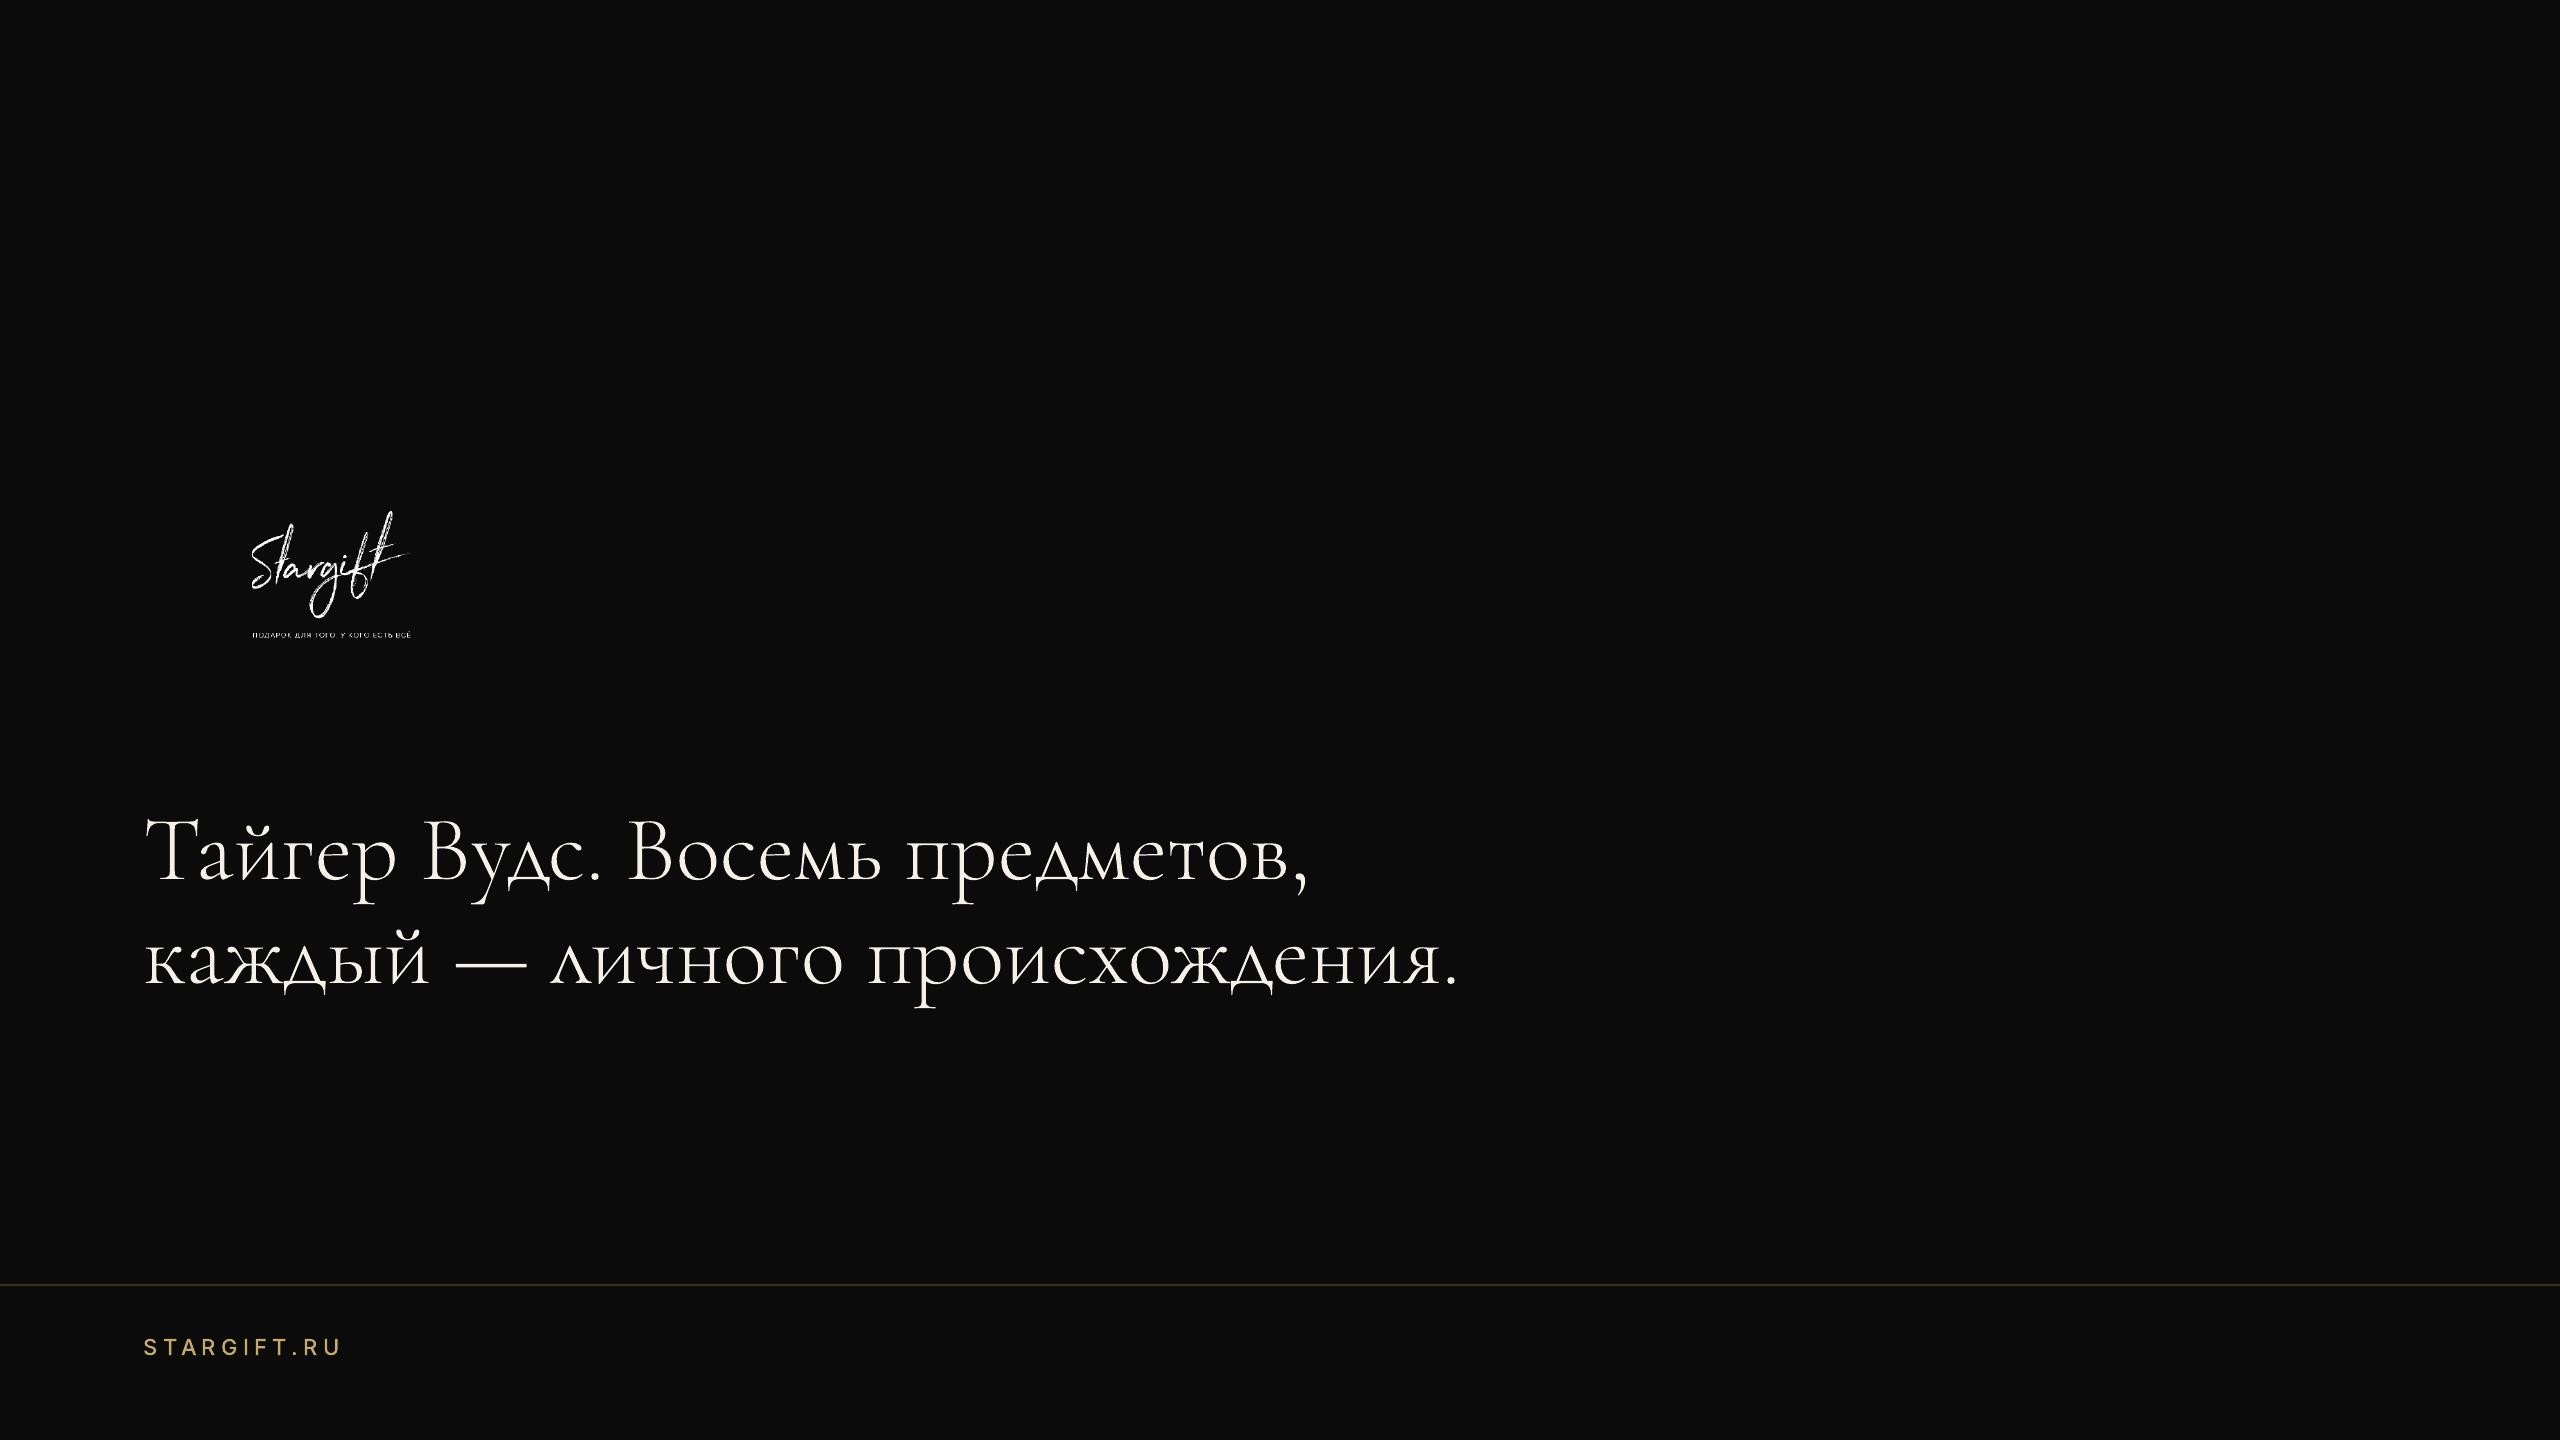 Stargift
ПОДАРОК ДЛЯ ТОГО, У КОГО ЕСТЬ ВСЁ
Тайгер Вудс. Восемь предметов,
каждый — личного происхождения.
STARGIFT.RU